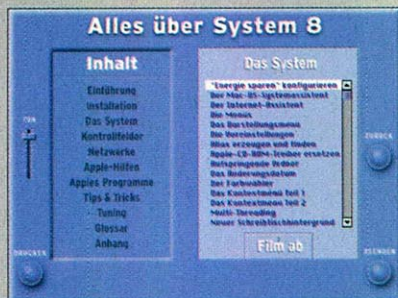 Alles über System 8
Inhalt
Einführung
Installation
Das System
Kontrollfelder
Netzwerke
Apple-Hilfen
Apples Programme
Tips & Tricks
Tuning
Glossar
Anhang
TON
DRUCKEN
Das System
"Energie sparen" konfigurieren
Der Mac-OS-Systemassistent
Der Internet-Assistent
Die Menüs
Das Darstellungsmenü
Die Voreinstellungen
Alias erzeugen und finden
Apple-CD-ROM-Treiber ersetzen
Aufspringende Ordner
Das Änderungsdatum
Der Farbwähler
Das Kontextmenü Teil 1
Das Kontextmenü Teil 2
Multi-Threading
Neuer Schreibtischhintergrund
Film ab
ZURÜCK
BEENDEN